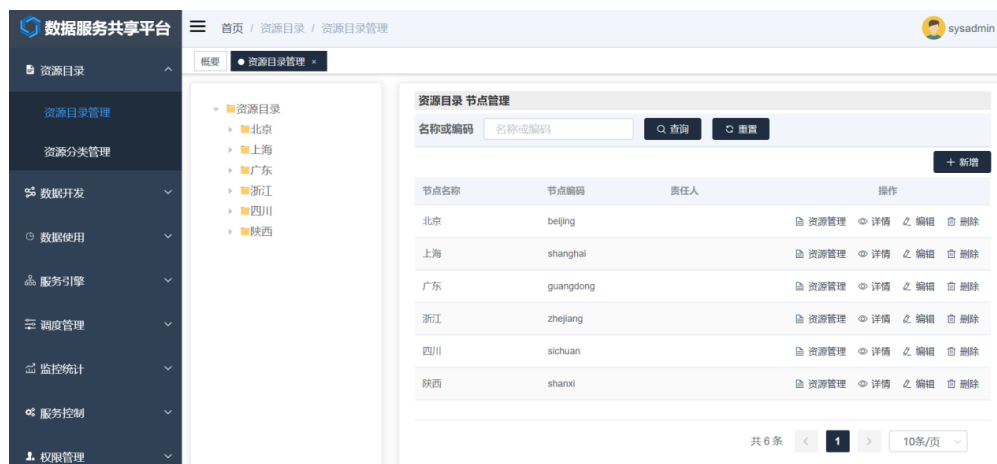 数据服务共享平台
首页 / 资源目录 / 资源目录管理
sysadmin
概要 ● 资源目录管理 ×
资源目录
资源目录管理
资源分类管理
数据开发
数据使用
服务引擎
调度管理
监控统计
服务控制
权限管理
资源目录
北京
上海
广东
浙江
四川
陕西
资源目录 节点管理
名称或编码 名称或编码 查询 重置
+ 新增
节点名称 节点编码 责任人 操作
北京 beijing 资源管理 详情 编辑 删除
上海 shanghai 资源管理 详情 编辑 删除
广东 guangdong 资源管理 详情 编辑 删除
浙江 zhejiang 资源管理 详情 编辑 删除
四川 sichuan 资源管理 详情 编辑 删除
陕西 shanxi 资源管理 详情 编辑 删除
共 6 条 < 1 > 10条/页